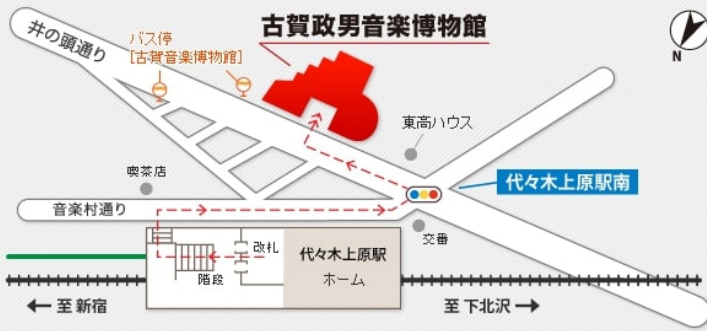 古賀政男音楽博物館
N
井の頭通り
バス停
[古賀音楽博物館]
東高ハウス
喫茶店
代々木上原駅南
音楽村通り
交番
改札
階段
代々木上原駅
ホーム
← 至 新宿
至 下北沢 →